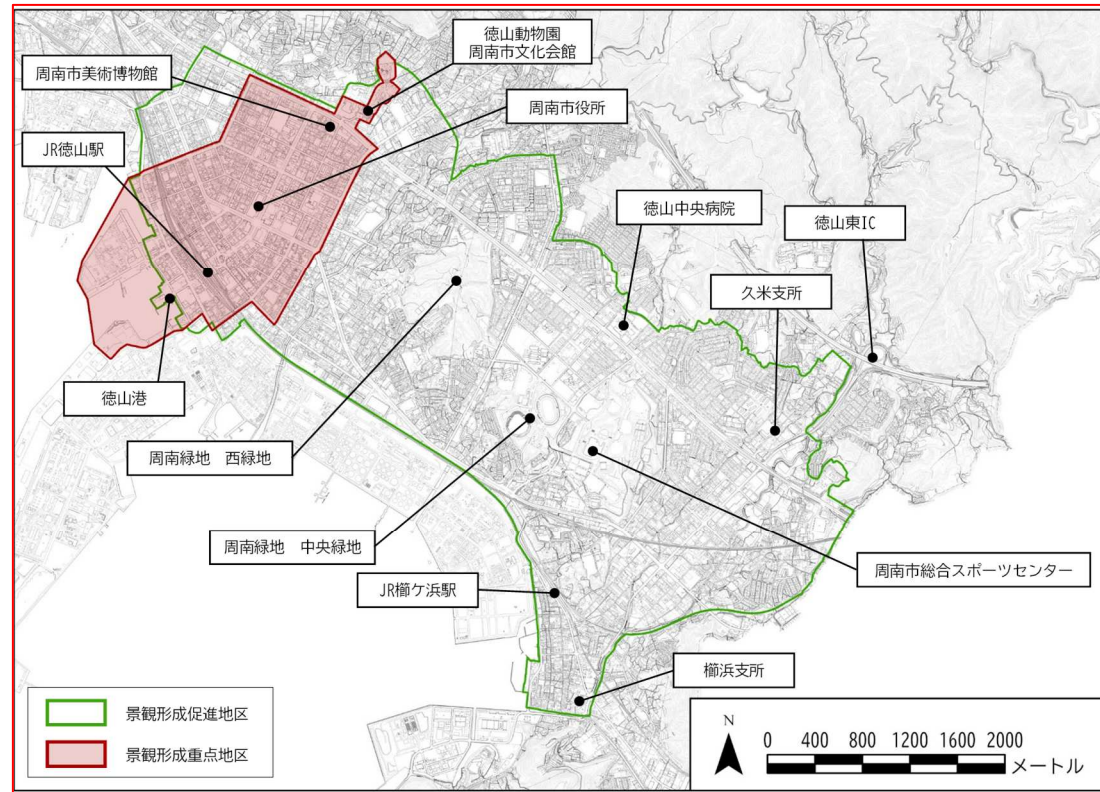 徳山動物園
周南市文化会館
周南市美術博物館
周南市役所
JR徳山駅
徳山中央病院
徳山東IC
久米支所
徳山港
周南緑地 西緑地
周南緑地 中央緑地
周南市総合スポーツセンター
JR櫛ケ浜駅
櫛浜支所
景観形成促進地区
景観形成重点地区
N
0 400 800 1200 1600 2000
メートル